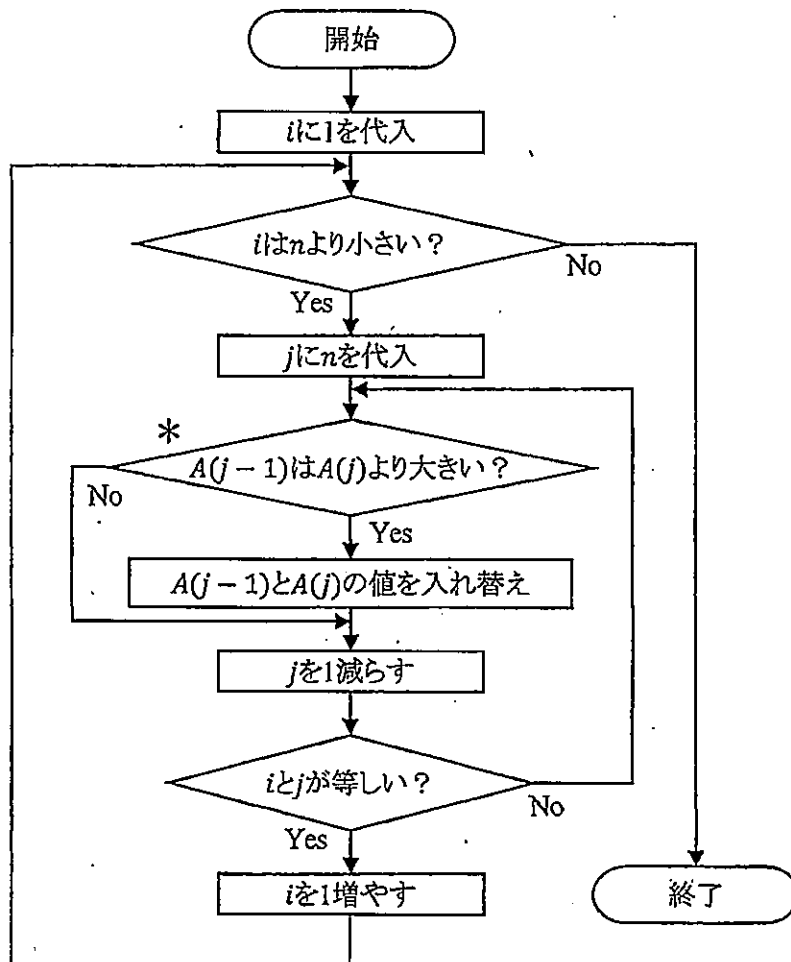 開始
iに1を代入
iはnより小さい？
No
Yes
jにnを代入
*
A(j − 1)はA(j)より大きい？
No
Yes
A(j − 1)とA(j)の値を入れ替え
jを1減らす
iとjが等しい？
No
Yes
iを1増やす
終了